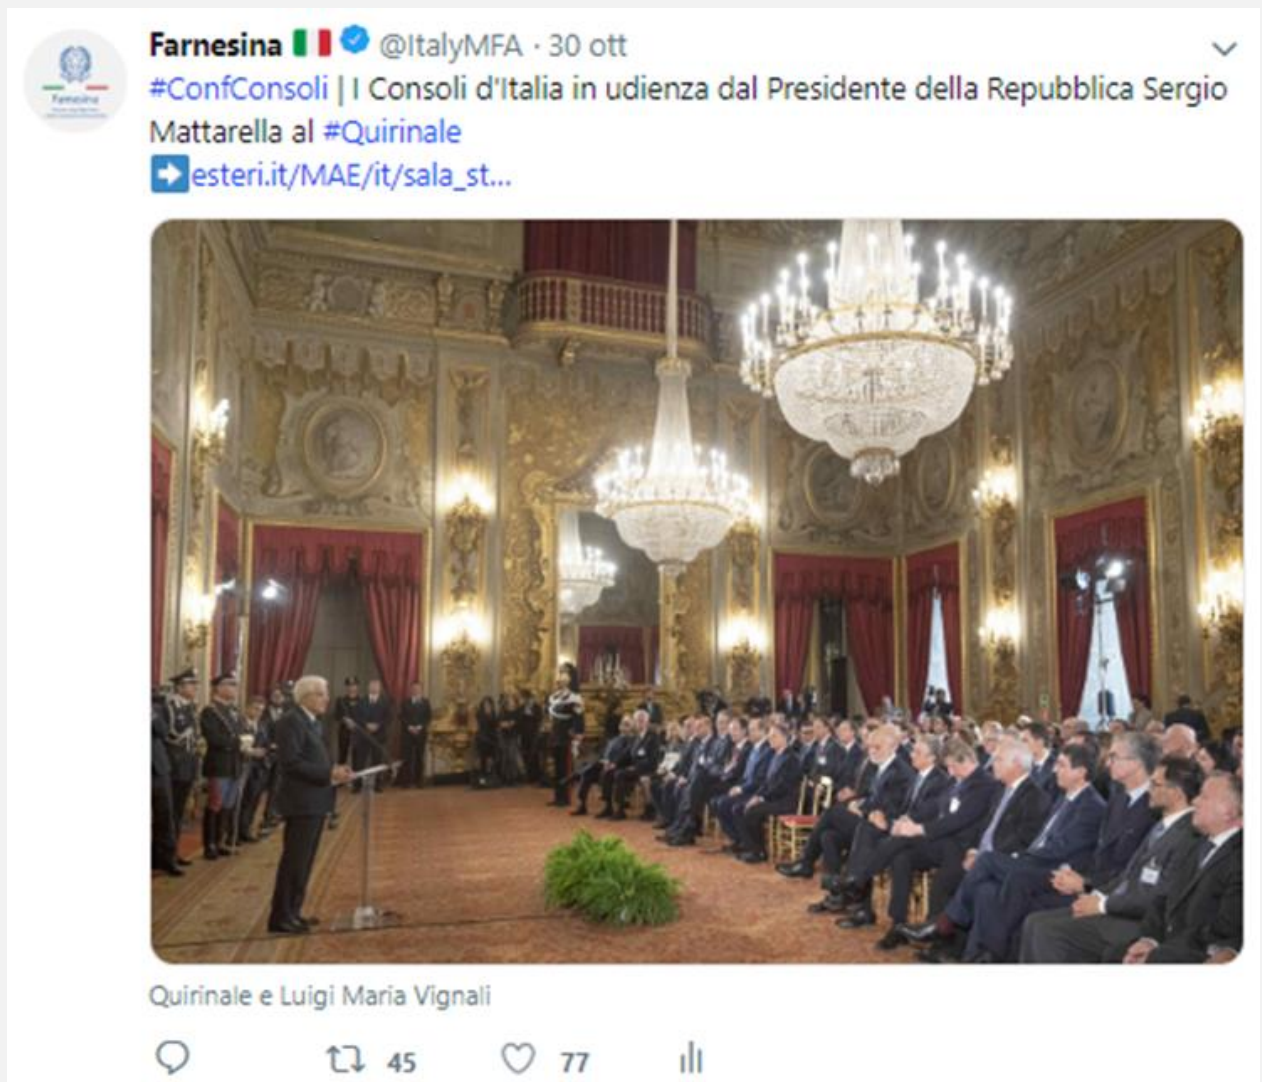 Farnesina 🇮🇹 @ItalyMFA · 30 ott
#ConfConsoli | I Consoli d'Italia in udienza dal Presidente della Repubblica Sergio
Mattarella al #Quirinale
➡esteri.it/MAE/it/sala_st...
Farnesina
Quirinale e Luigi Maria Vignali
45
77